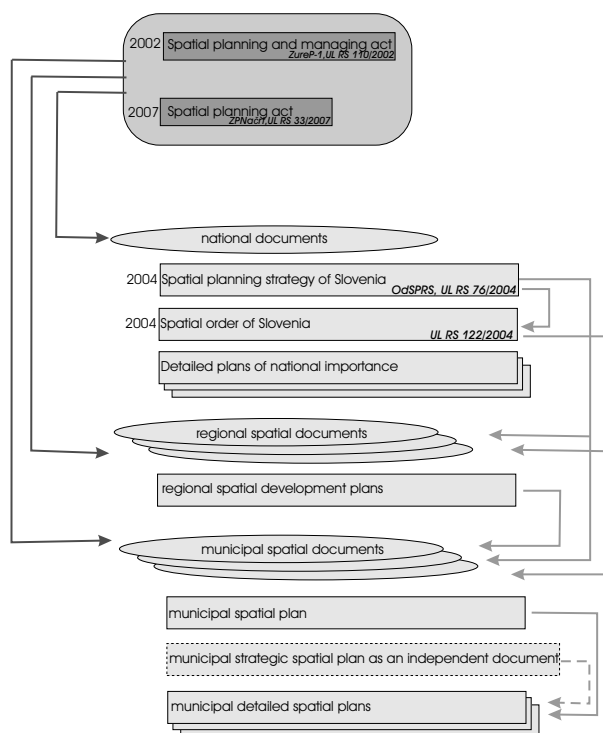 2002 Spatial planning and managing act
ZureP-1,UL RS 110/2002
2007 Spatial planning act
ZPNačrt,UL RS 33/2007
national documents
2004 Spatial planning strategy of Slovenia
OdSPRS, UL RS 76/2004
2004 Spatial order of Slovenia
UL RS 122/2004
Detailed plans of national importance
regional spatial documents
regional spatial development plans
municipal spatial documents
municipal spatial plan
municipal strategic spatial plan as an independent document
municipal detailed spatial plans